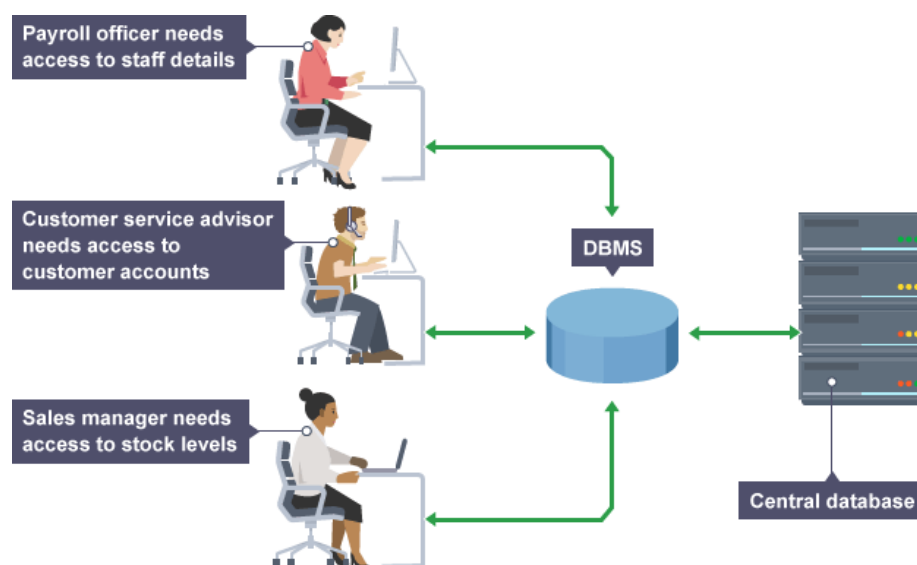 Payroll officer needs
access to staff details
Customer service advisor
needs access to
customer accounts
DBMS
Sales manager needs
access to stock levels
Central database